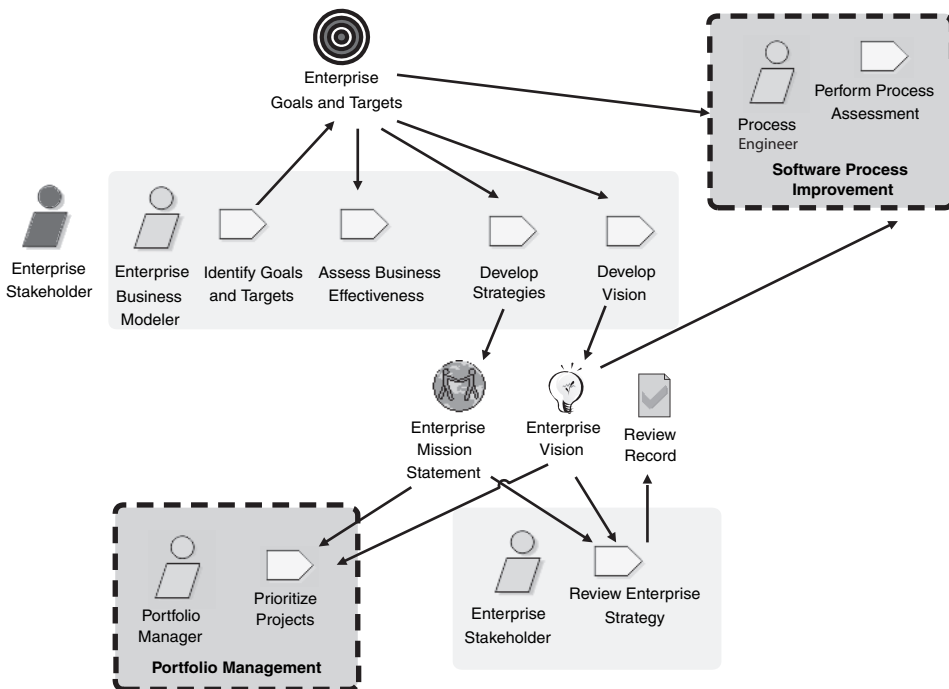 Enterprise
Goals and Targets
Process
Engineer
Perform Process
Assessment
Software Process
Improvement
Enterprise
Stakeholder
Enterprise
Business
Modeler
Identify Goals
and Targets
Assess Business
Effectiveness
Develop
Strategies
Develop
Vision
Enterprise
Mission
Statement
Enterprise
Vision
Review
Record
Portfolio
Manager
Prioritize
Projects
Portfolio Management
Enterprise
Stakeholder
Review Enterprise
Strategy